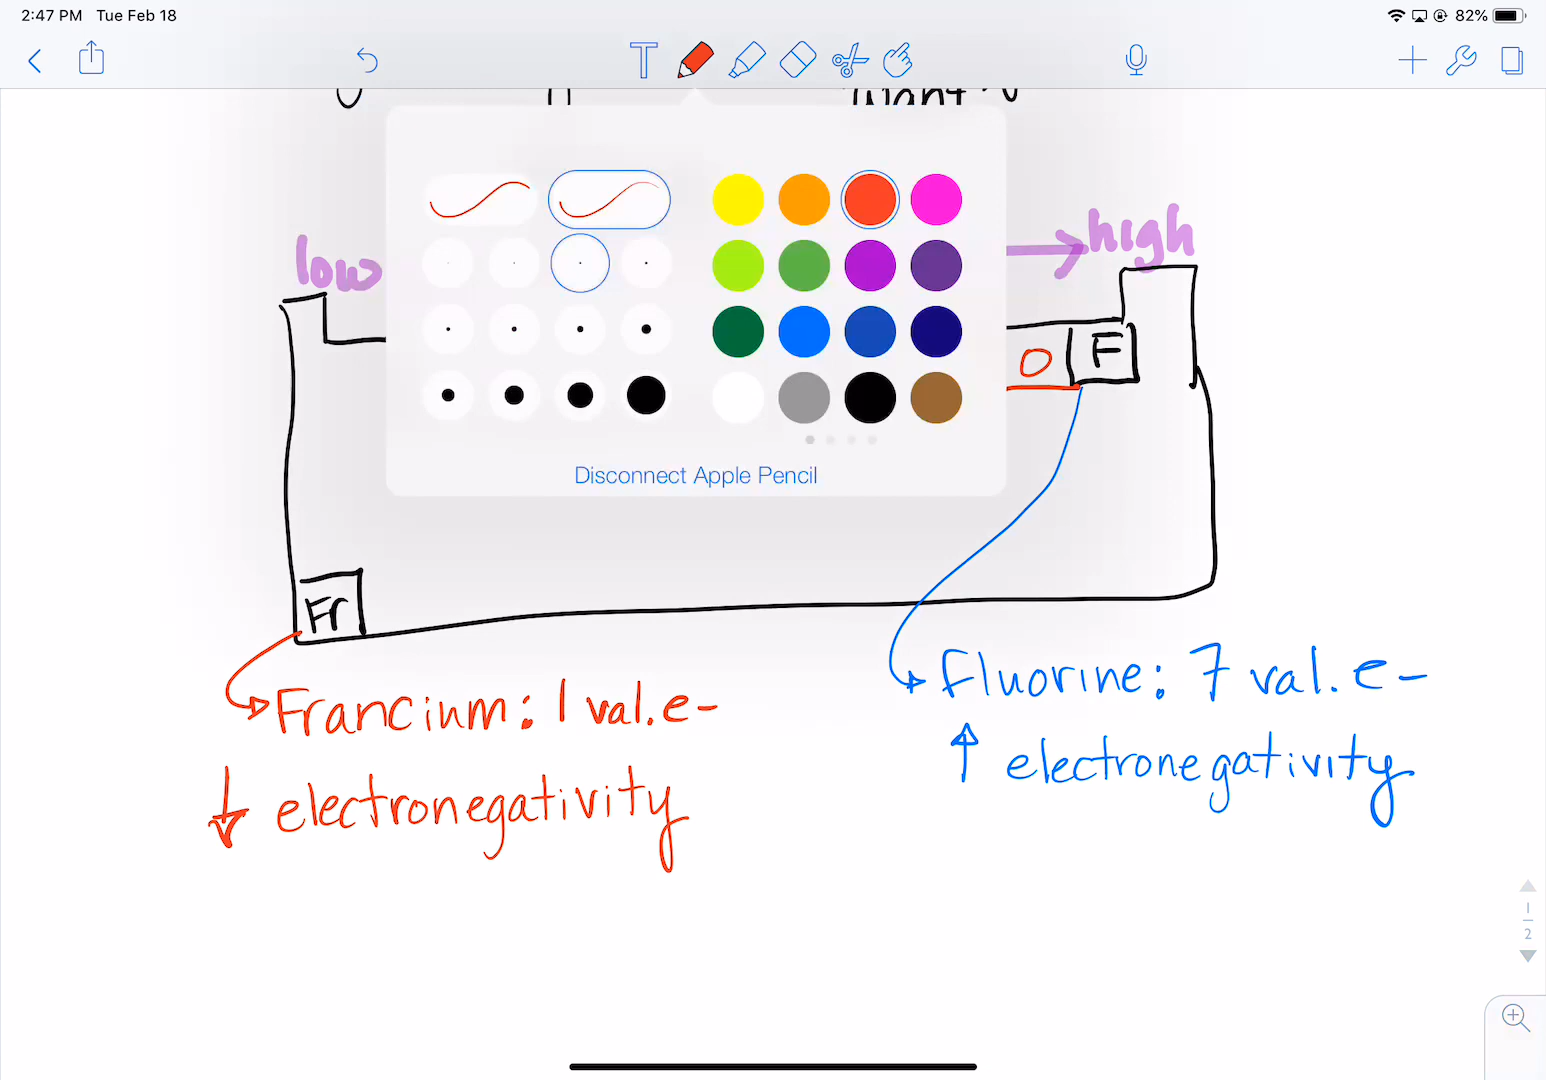 2:47 PM Tue Feb 18
82%
T
want
low
high
O
F
Disconnect Apple Pencil
Fr
Francium: 1 val. e-
↓ electronegativity
Fluorine: 7 val. e-
↑ electronegativity
1
2